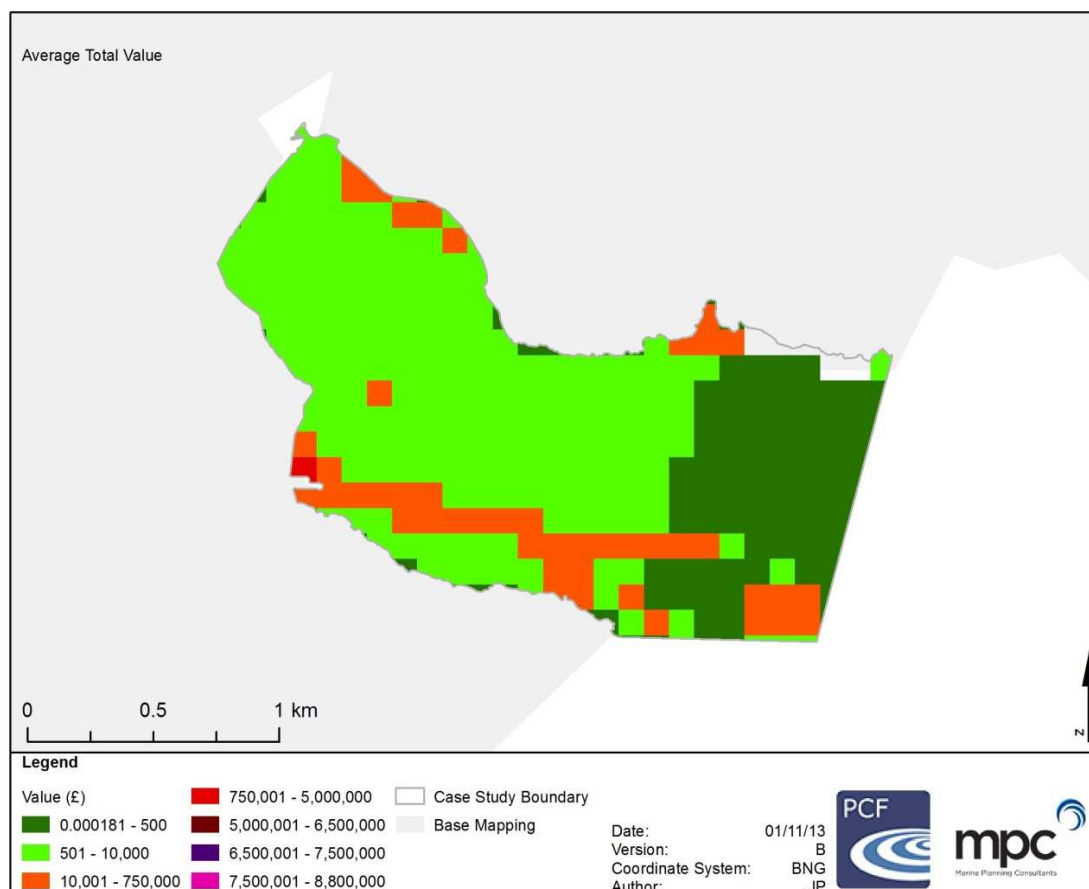 Average Total Value
0 0.5 1 km
N
Legend
Value (£)
0.000181 - 500
501 - 10,000
10,001 - 750,000
750,001 - 5,000,000
5,000,001 - 6,500,000
6,500,001 - 7,500,000
7,500,001 - 8,800,000
Case Study Boundary
Base Mapping
Date: 01/11/13
Version: B
Coordinate System: BNG
Author: JP
PCF
mpc
Marine Planning Consultants